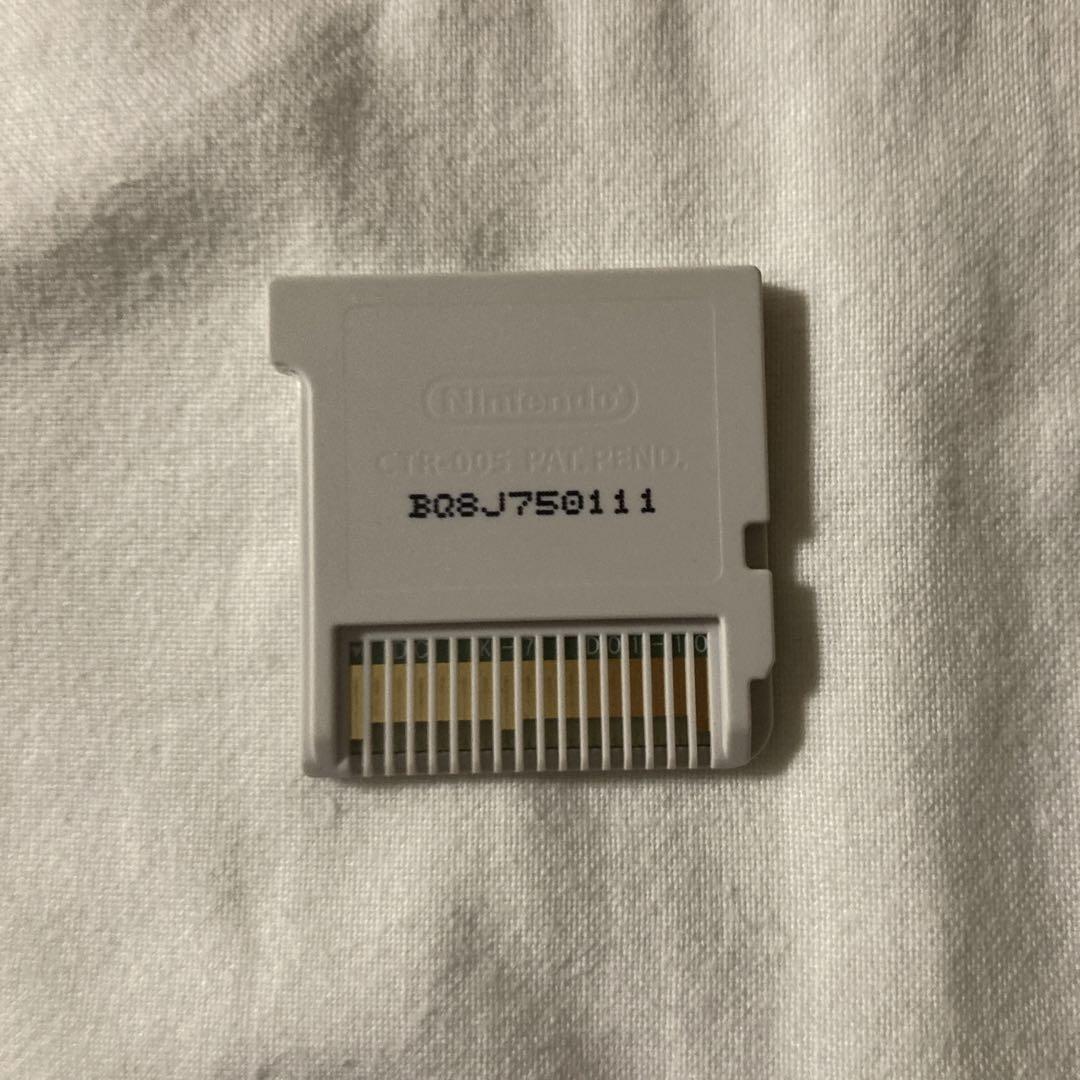 Nintendo
CTR-005 PAT. PEND.
BQ8J750111